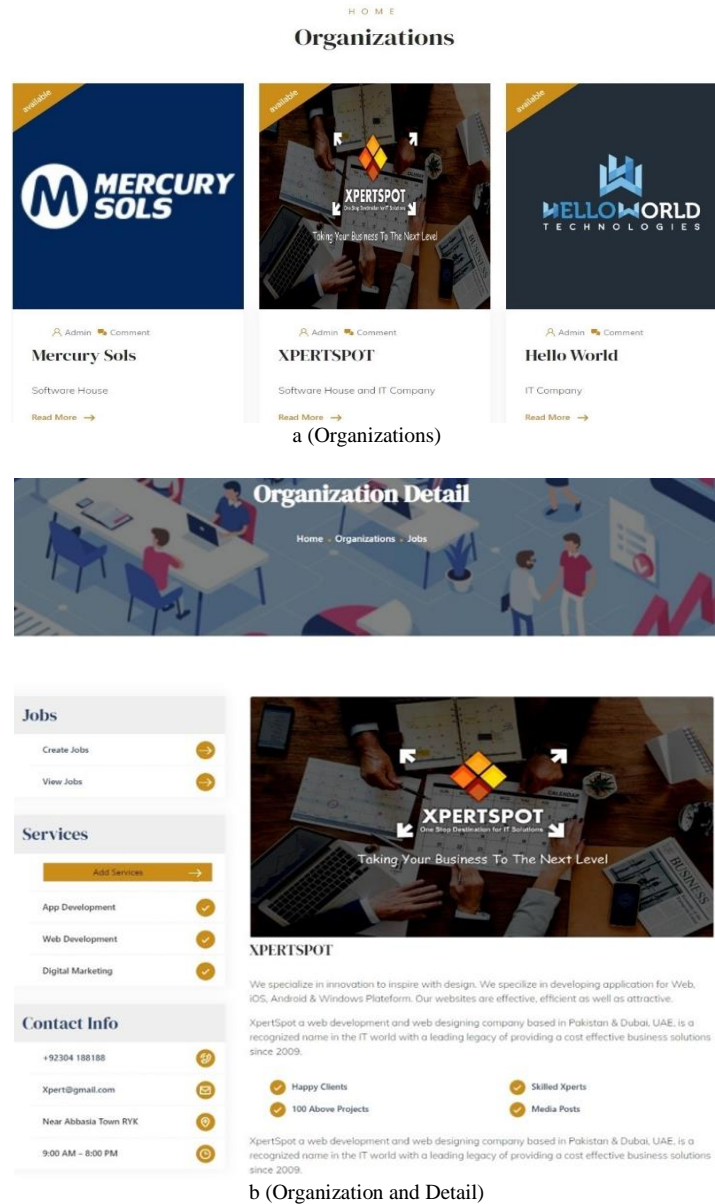 HOME
Organizations
available
available
available
MERCURY
SOLS
XPERTSPOT
One Stop Destination for IT Solutions
Taking Your Business To The Next Level
BUSINESS
HELLOWORLD
TECHNOLOGIES
Admin Comment
Admin Comment
Admin Comment
Mercury Sols
XPERTSPOT
Hello World
Software House
Software House and IT Company
IT Company
Read More →
Read More →
Read More →
a (Organizations)
Organization Detail
Home Organizations Jobs
Jobs
Create Jobs
View Jobs
Services
Add Services
App Development
Web Development
Digital Marketing
Contact Info
+92304 188188
Xpert@gmail.com
Near Abbasia Town RYK
9:00 AM – 8:00 PM
CALENDAR
XPERTSPOT
One Stop Destination for IT Solutions
Taking Your Business To The Next Level
BUSINESS
XPERTSPOT
We specialize in innovation to inspire with design. We specilize in developing application for Web,
iOS, Android & Windows Plateform. Our websites are effective, efficient as well as attractive.
XpertSpot a web development and web designing company based in Pakistan & Dubai, UAE, is a
recognized name in the IT world with a leading legacy of providing a cost effective business solutions
since 2009.
Happy Clients
Skilled Xperts
100 Above Projects
Media Posts
XpertSpot a web development and web designing company based in Pakistan & Dubai, UAE, is a
recognized name in the IT world with a leading legacy of providing a cost effective business solutions
since 2009.
b (Organization and Detail)